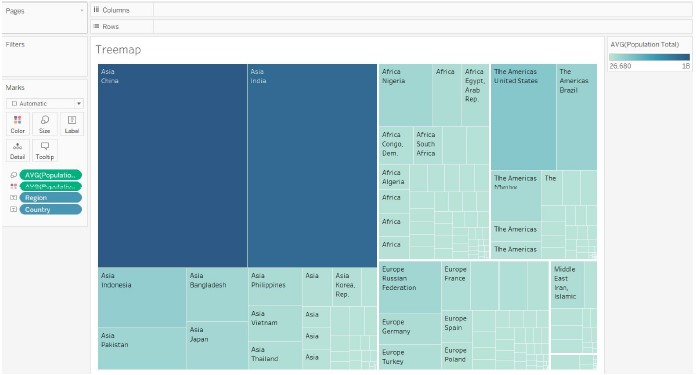 Pages
Columns
Rows
Filters
Marks
Automatic
Color
Size
Label
Detail
Tooltip
AVG(Populatio..
AVG(Populatio..
Region
Country
Treemap
Asia
China
Asia
India
Asia
Indonesia
Asia
Bangladesh
Asia
Pakistan
Asia
Japan
Asia
Philippines
Asia
Vietnam
Asia
Thailand
Asia
Asia
Korea,
Rep.
Asia
Asia
Asia
Africa
Nigeria
Africa
Africa
Egypt,
Arab
Rep.
Africa
Congo,
Dem.
Africa
South
Africa
Africa
Algeria
Africa
Africa
Africa
The Americas
United States
The
Americas
Brazil
The Americas
Mexico
The
The Americas
The Americas
Europe
Russian
Federation
Europe
France
Europe
Germany
Europe
Spain
Europe
Turkey
Europe
Poland
Middle
East
Iran,
Islamic
AVG(Population Total)
26,680
1B